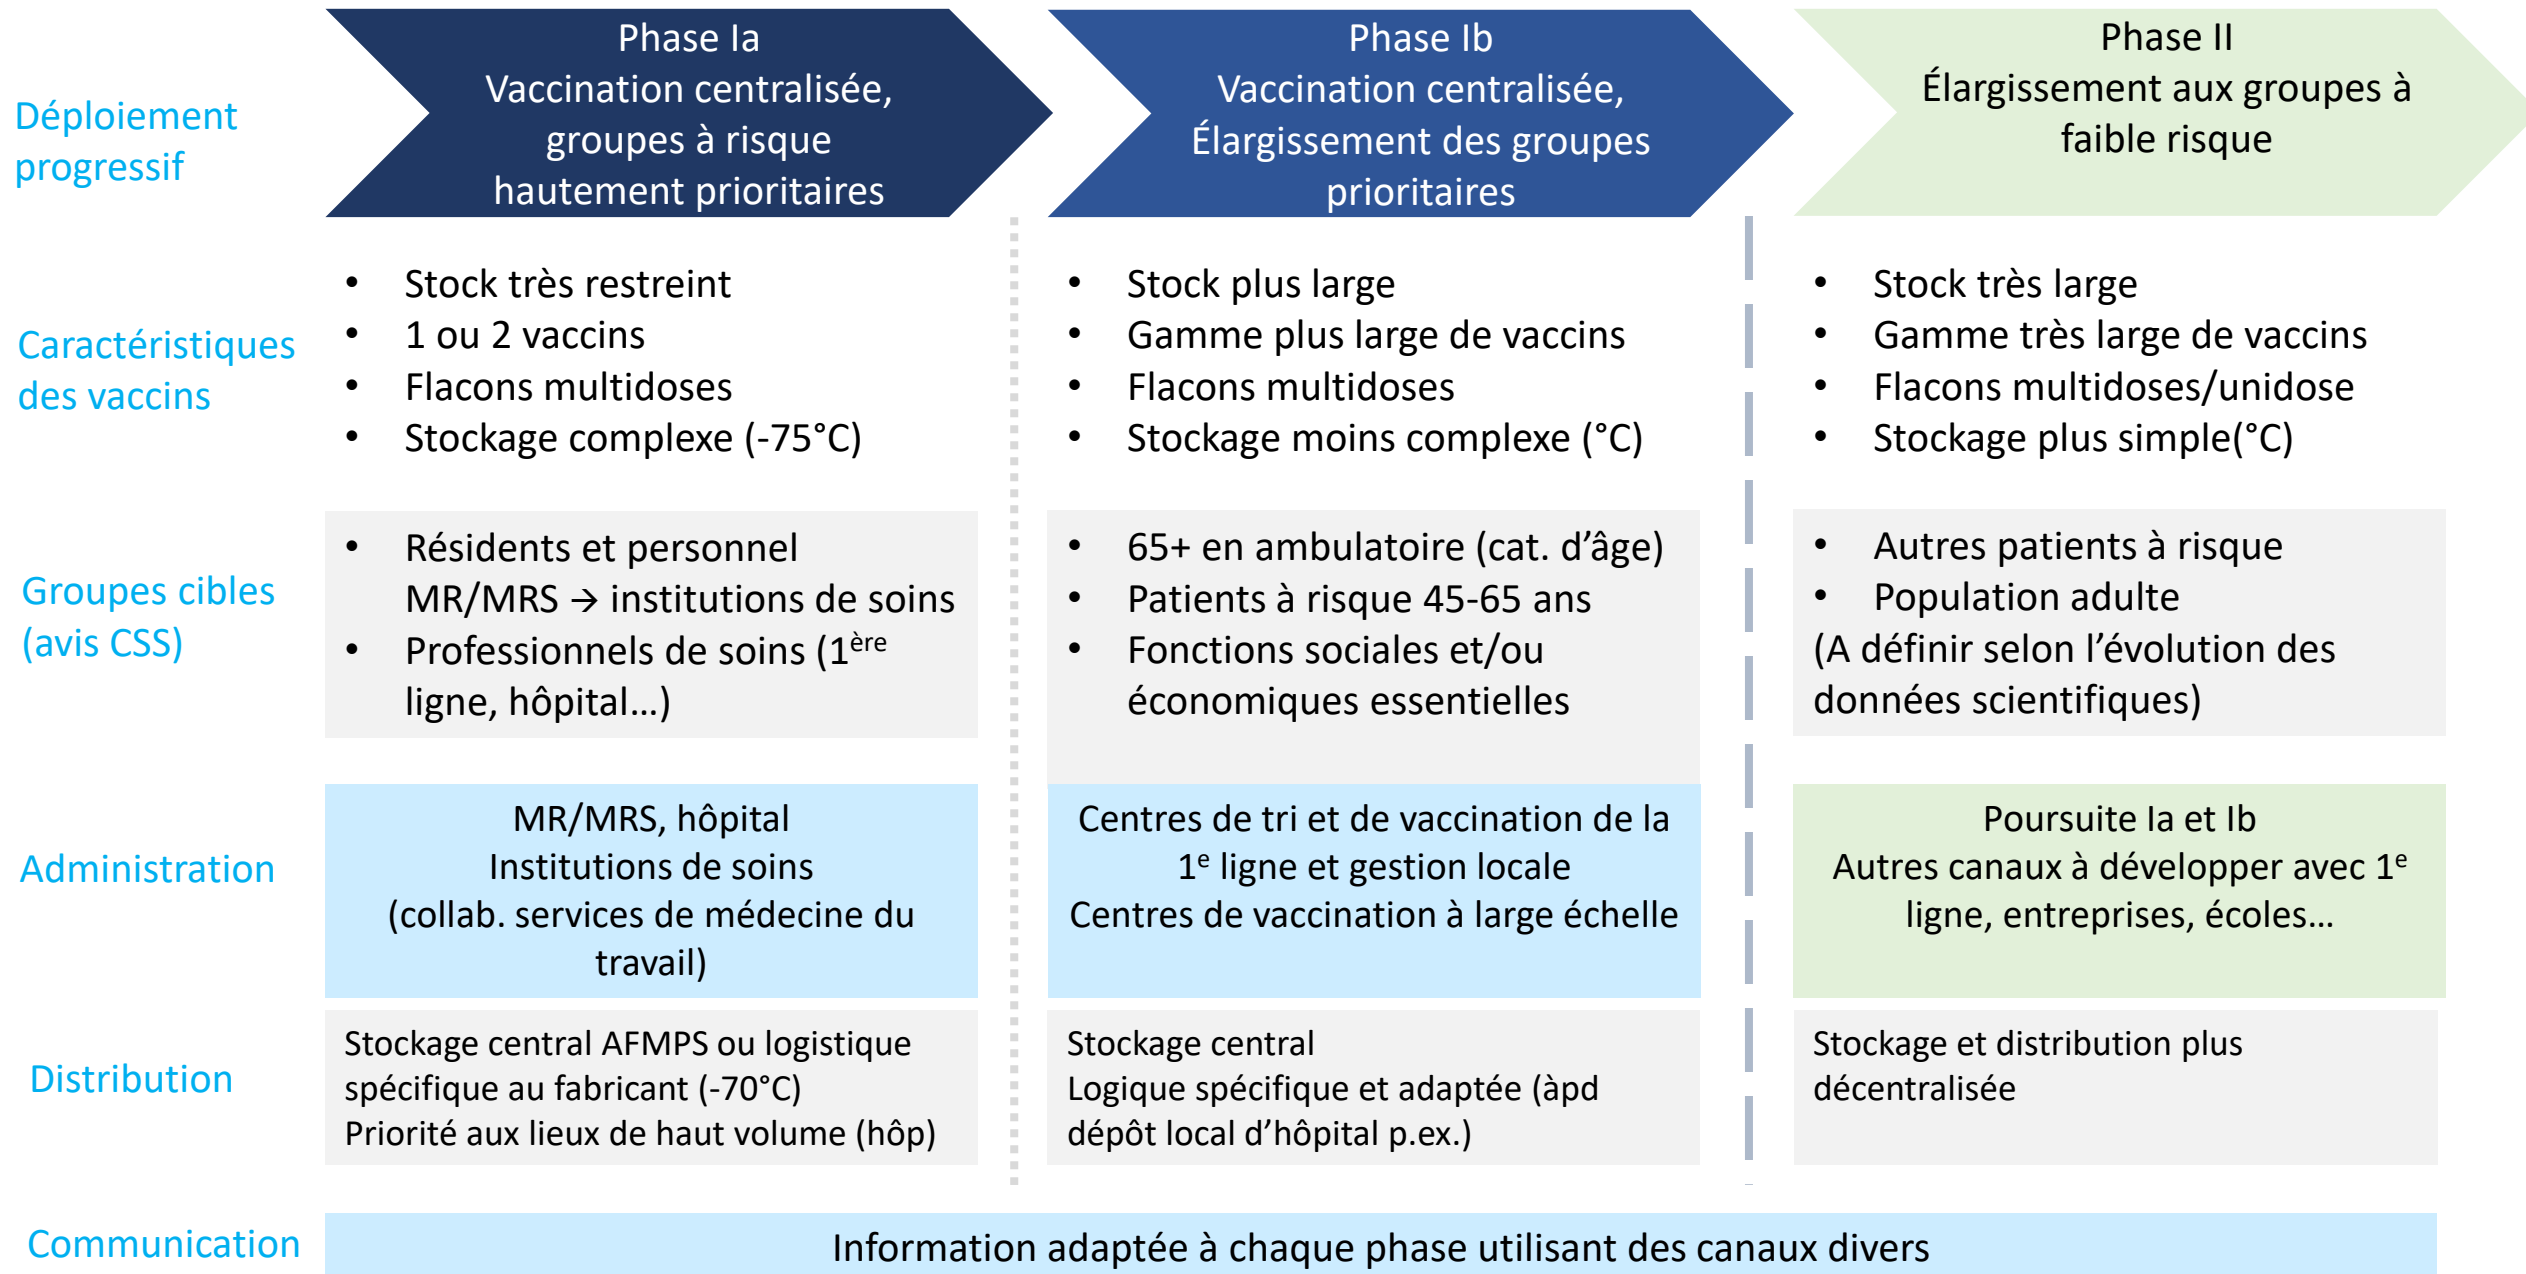 Déploiement
progressif
Phase Ia
Vaccination centralisée,
groupes à risque
hautement prioritaires
Phase Ib
Vaccination centralisée,
Élargissement des groupes
prioritaires
Phase II
Élargissement aux groupes à
faible risque
Caractéristiques
des vaccins
• Stock très restreint
• 1 ou 2 vaccins
• Flacons multidoses
• Stockage complexe (-75°C)
• Stock plus large
• Gamme plus large de vaccins
• Flacons multidoses
• Stockage moins complexe (°C)
• Stock très large
• Gamme très large de vaccins
• Flacons multidoses/unidose
• Stockage plus simple(°C)
Groupes cibles
(avis CSS)
• Résidents et personnel
MR/MRS → institutions de soins
• Professionnels de soins (1ère
ligne, hôpital...)
• 65+ en ambulatoire (cat. d'âge)
• Patients à risque 45-65 ans
• Fonctions sociales et/ou
économiques essentielles
• Autres patients à risque
• Population adulte
(A définir selon l'évolution des
données scientifiques)
Administration
MR/MRS, hôpital
Institutions de soins
(collab. services de médecine du
travail)
Centres de tri et de vaccination de la
1e ligne et gestion locale
Centres de vaccination à large échelle
Poursuite Ia et Ib
Autres canaux à développer avec 1e
ligne, entreprises, écoles...
Distribution
Stockage central AFMPS ou logistique
spécifique au fabricant (-70°C)
Priorité aux lieux de haut volume (hôp)
Stockage central
Logique spécifique et adaptée (àpd
dépôt local d'hôpital p.ex.)
Stockage et distribution plus
décentralisée
Communication
Information adaptée à chaque phase utilisant des canaux divers